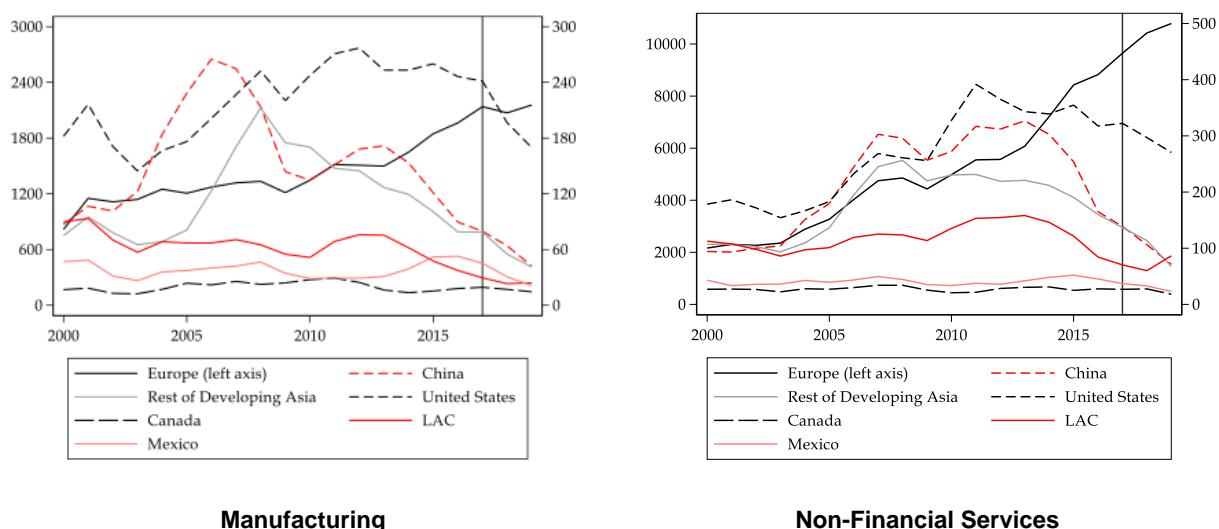 3000
2400
1800
1200
600
0
300
240
180
120
60
0
2000 2005 2010 2015
Europe (left axis) China
Rest of Developing Asia United States
Canada LAC
Mexico
Manufacturing
10000
8000
6000
4000
2000
0
500
400
300
200
100
0
2000 2005 2010 2015
Europe (left axis) China
Rest of Developing Asia United States
Canada LAC
Mexico
Non-Financial Services